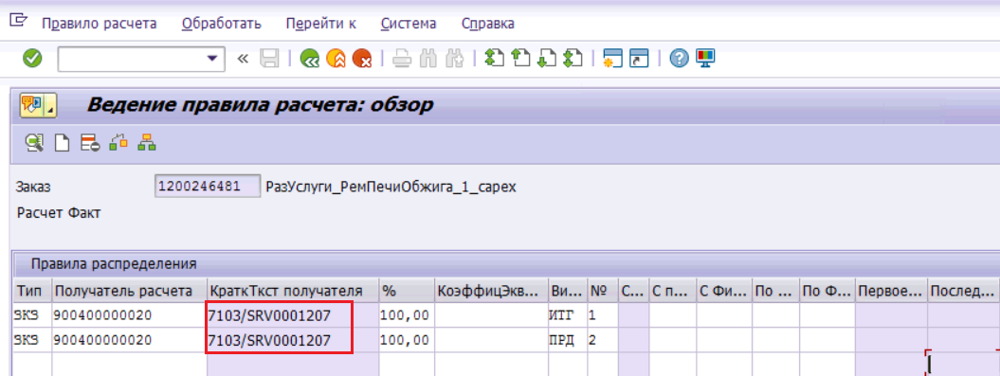 Правило расчета Обработать Перейти к Система Справка
Ведение правила расчета: обзор
Заказ 1200246481 РазУслуги_РемПечиОбжига_1_capex
Расчет Факт
Правила распределения
Тип Получатель расчета КраткТкст получателя % КоэффицЭкв... Ви... № С... С п... С Фи... По ... По Ф... Первое... Послед...
ЗКЗ 900400000020 7103/SRV0001207 100,00 ИТГ 1
ЗКЗ 900400000020 7103/SRV0001207 100,00 ПРД 2